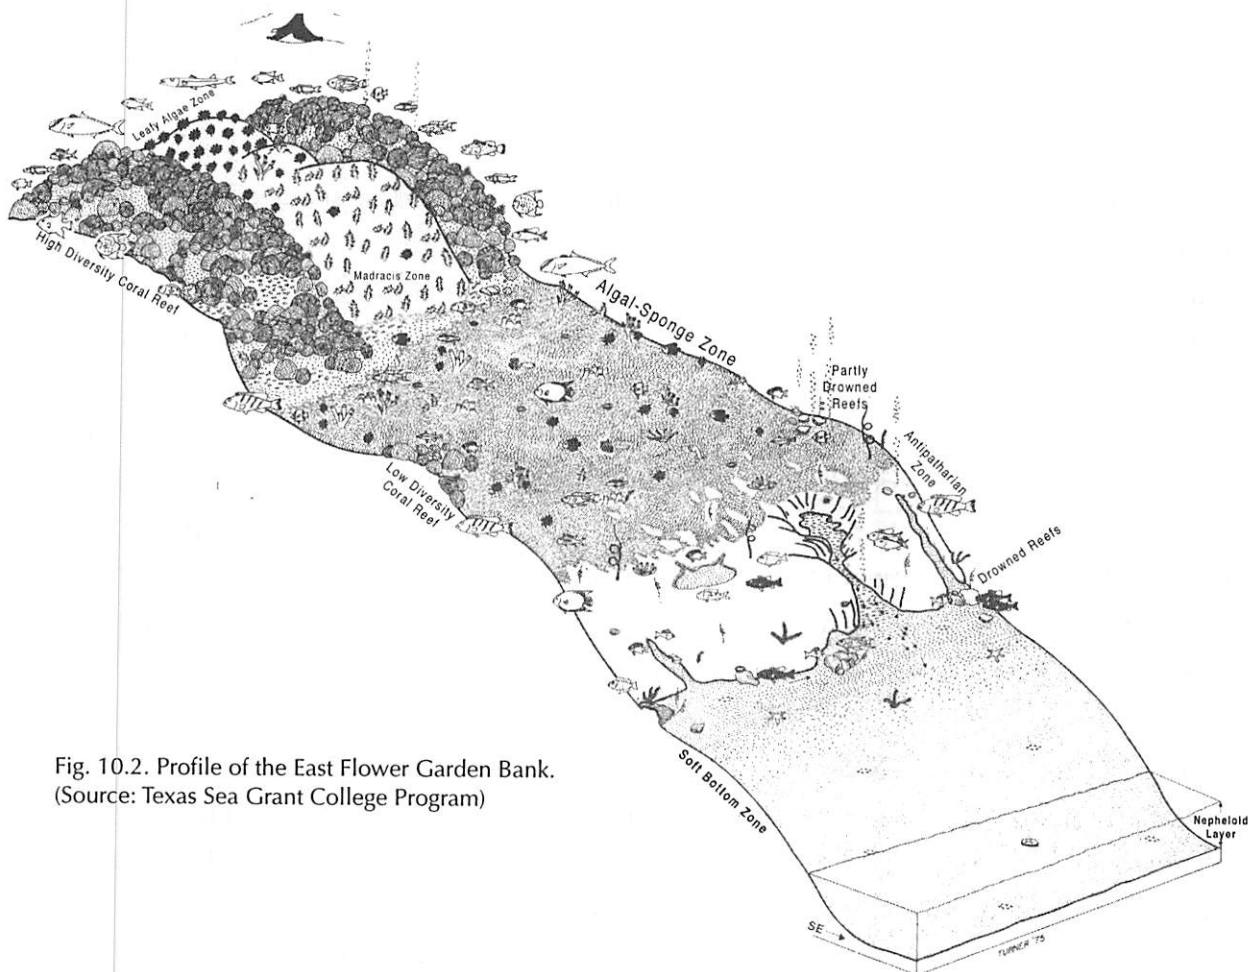 Leafy Algae Zone
High Diversity Coral Reef
Madracis Zone
Algal-Sponge Zone
Partly
Drowned
Reefs
Antipatharian
Zone
Low Diversity
Coral Reef
Drowned Reefs
Soft Bottom Zone
Nepheloid
Layer
SE
TURNER '75
Fig. 10.2. Profile of the East Flower Garden Bank.
(Source: Texas Sea Grant College Program)